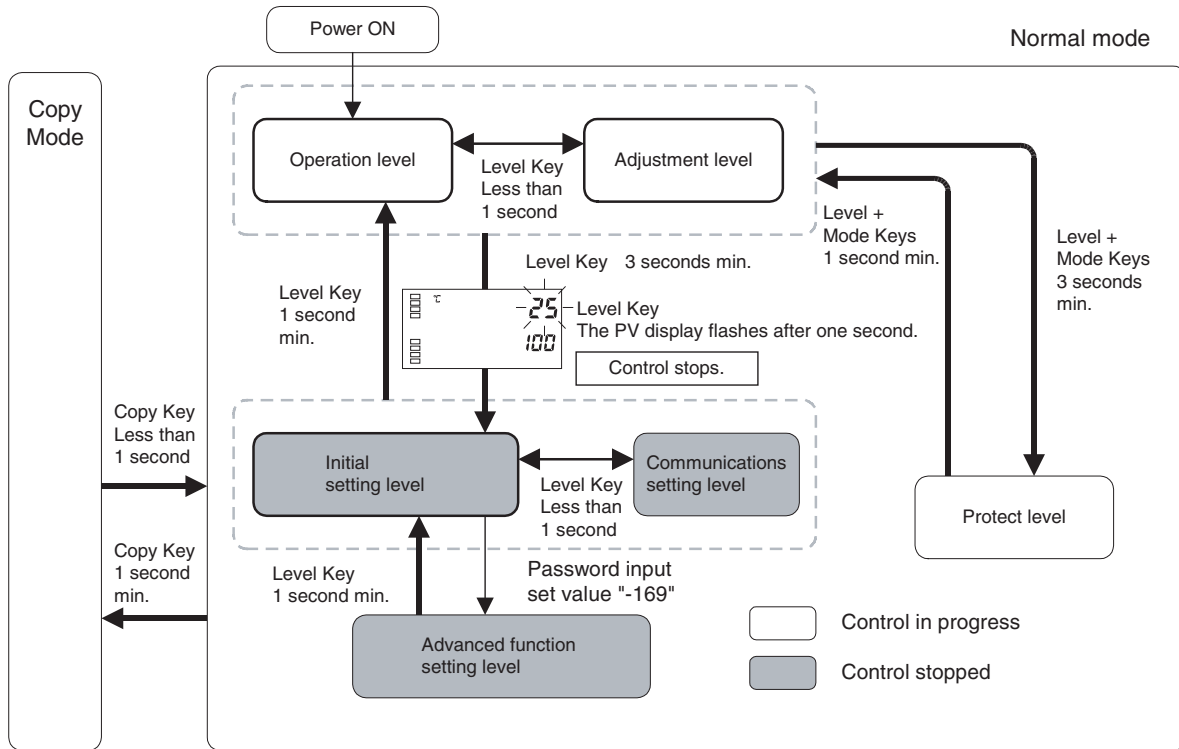 Power ON
Normal mode
Copy
Mode
Operation level
Adjustment level
Level Key
Less than
1 second
Level +
Mode Keys
1 second min.
Level +
Mode Keys
3 seconds
min.
Level Key 3 seconds min.
Level Key
1 second
min.
℃
25
100
Level Key
The PV display flashes after one second.
Control stops.
Copy Key
Less than
1 second
Initial
setting level
Level Key
Less than
1 second
Communications
setting level
Protect level
Copy Key
1 second
min.
Level Key
1 second min.
Password input
set value "-169"
Advanced function
setting level
Control in progress
Control stopped